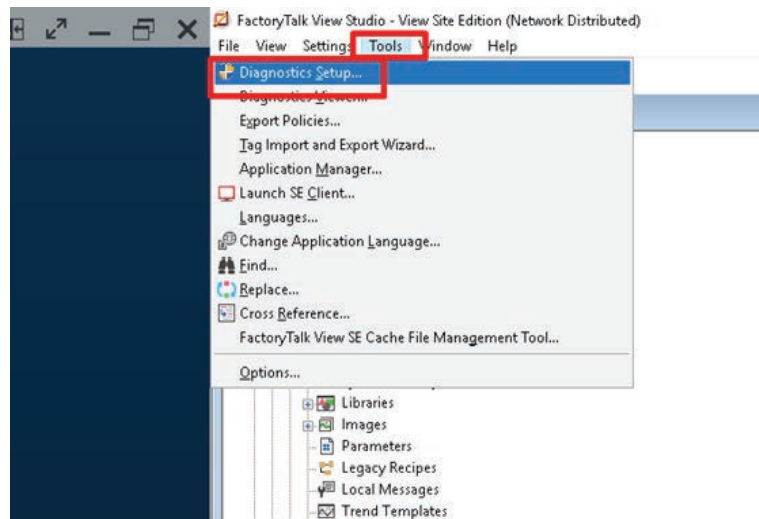 FactoryTalk View Studio - View Site Edition (Network Distributed)
File View Settings Tools Window Help
Diagnostics Setup...
Diagnostics Viewer...
Export Policies...
Tag Import and Export Wizard...
Application Manager...
Launch SE Client...
Languages...
Change Application Language...
Find...
Replace...
Cross Reference...
FactoryTalk View SE Cache File Management Tool...
Options...
Libraries
Images
Parameters
Legacy Recipes
Local Messages
Trend Templates